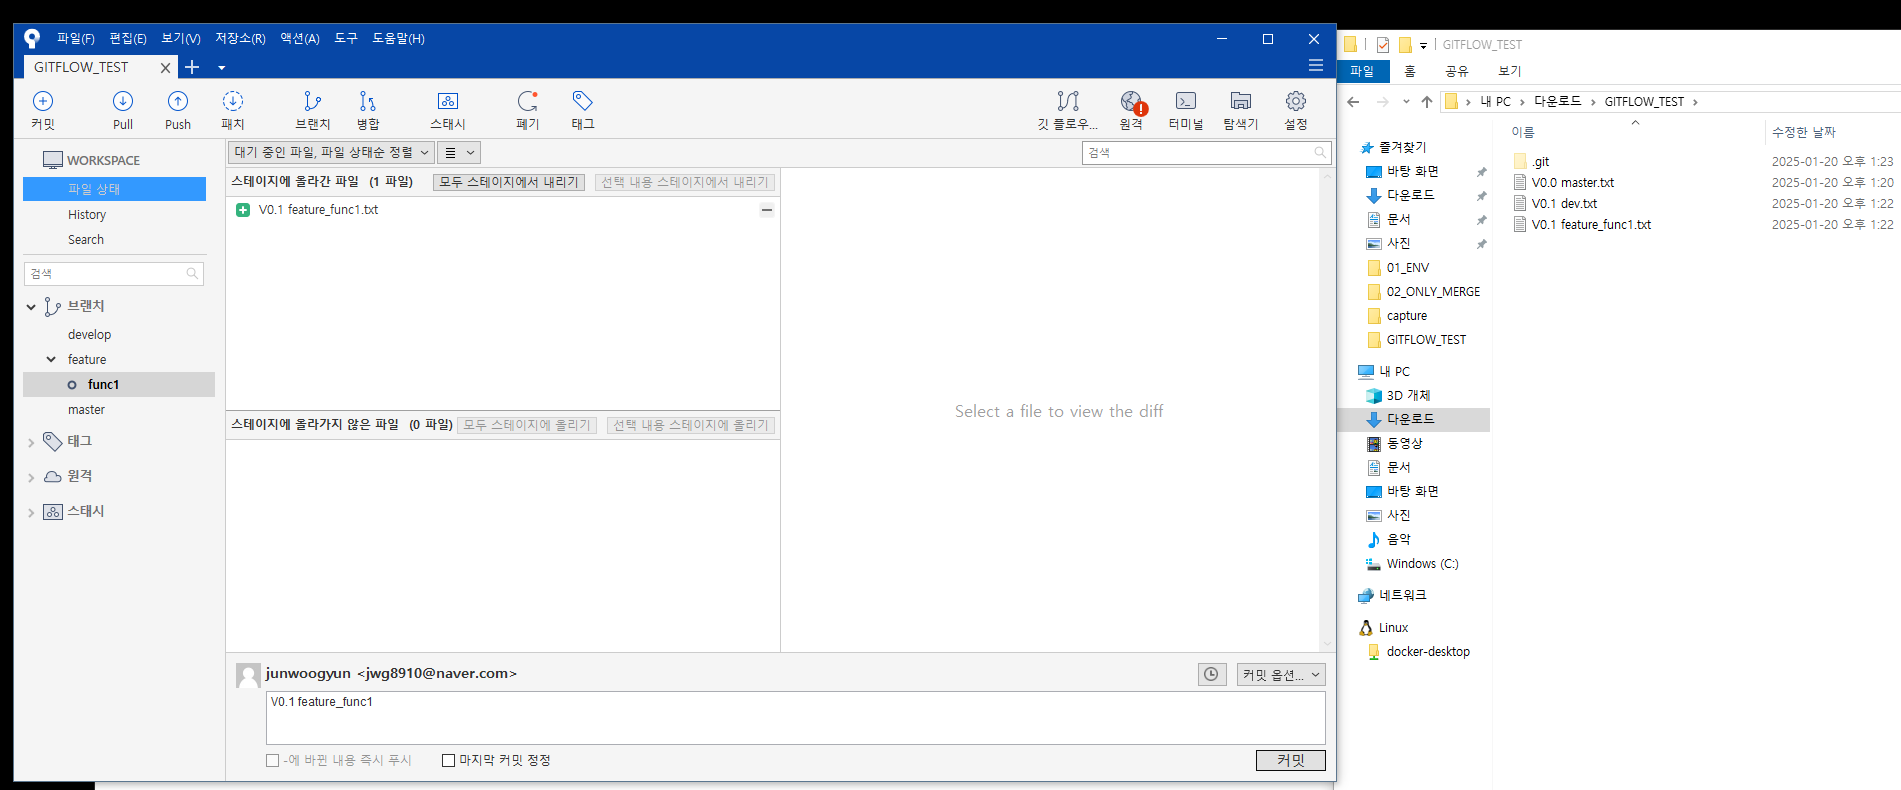 파일(F) 편집(E) 보기(V) 저장소(R) 액션(A) 도구 도움말(H)
GITFLOW_TEST
커밋 Pull Push 패치 브랜치 병합 스태시 폐기 태그 깃 플로우... 원격 터미널 탐색기 설정
WORKSPACE
파일 상태
History
Search
검색
브랜치
develop
feature
func1
master
태그
원격
스태시
대기 중인 파일, 파일 상태순 정렬
검색
스테이지에 올라간 파일 (1 파일) 모두 스테이지에서 내리기 선택 내용 스테이지에서 내리기
V0.1 feature_func1.txt
스테이지에 올라가지 않은 파일 (0 파일) 모두 스테이지에 올리기 선택 내용 스테이지에 올리기
Select a file to view the diff
junwoogyun <jwg8910@naver.com>
커밋 옵션...
V0.1 feature_func1
-에 바뀐 내용 즉시 푸시 마지막 커밋 정정
커밋
GITFLOW_TEST
파일 홈 공유 보기
내 PC 다운로드 GITFLOW_TEST
즐겨찾기
바탕 화면
다운로드
문서
사진
01_ENV
02_ONLY_MERGE
capture
GITFLOW_TEST
내 PC
3D 개체
다운로드
동영상
문서
바탕 화면
사진
음악
Windows (C:)
네트워크
Linux
docker-desktop
이름 수정한 날짜
.git 2025-01-20 오후 1:23
V0.0 master.txt 2025-01-20 오후 1:20
V0.1 dev.txt 2025-01-20 오후 1:22
V0.1 feature_func1.txt 2025-01-20 오후 1:22